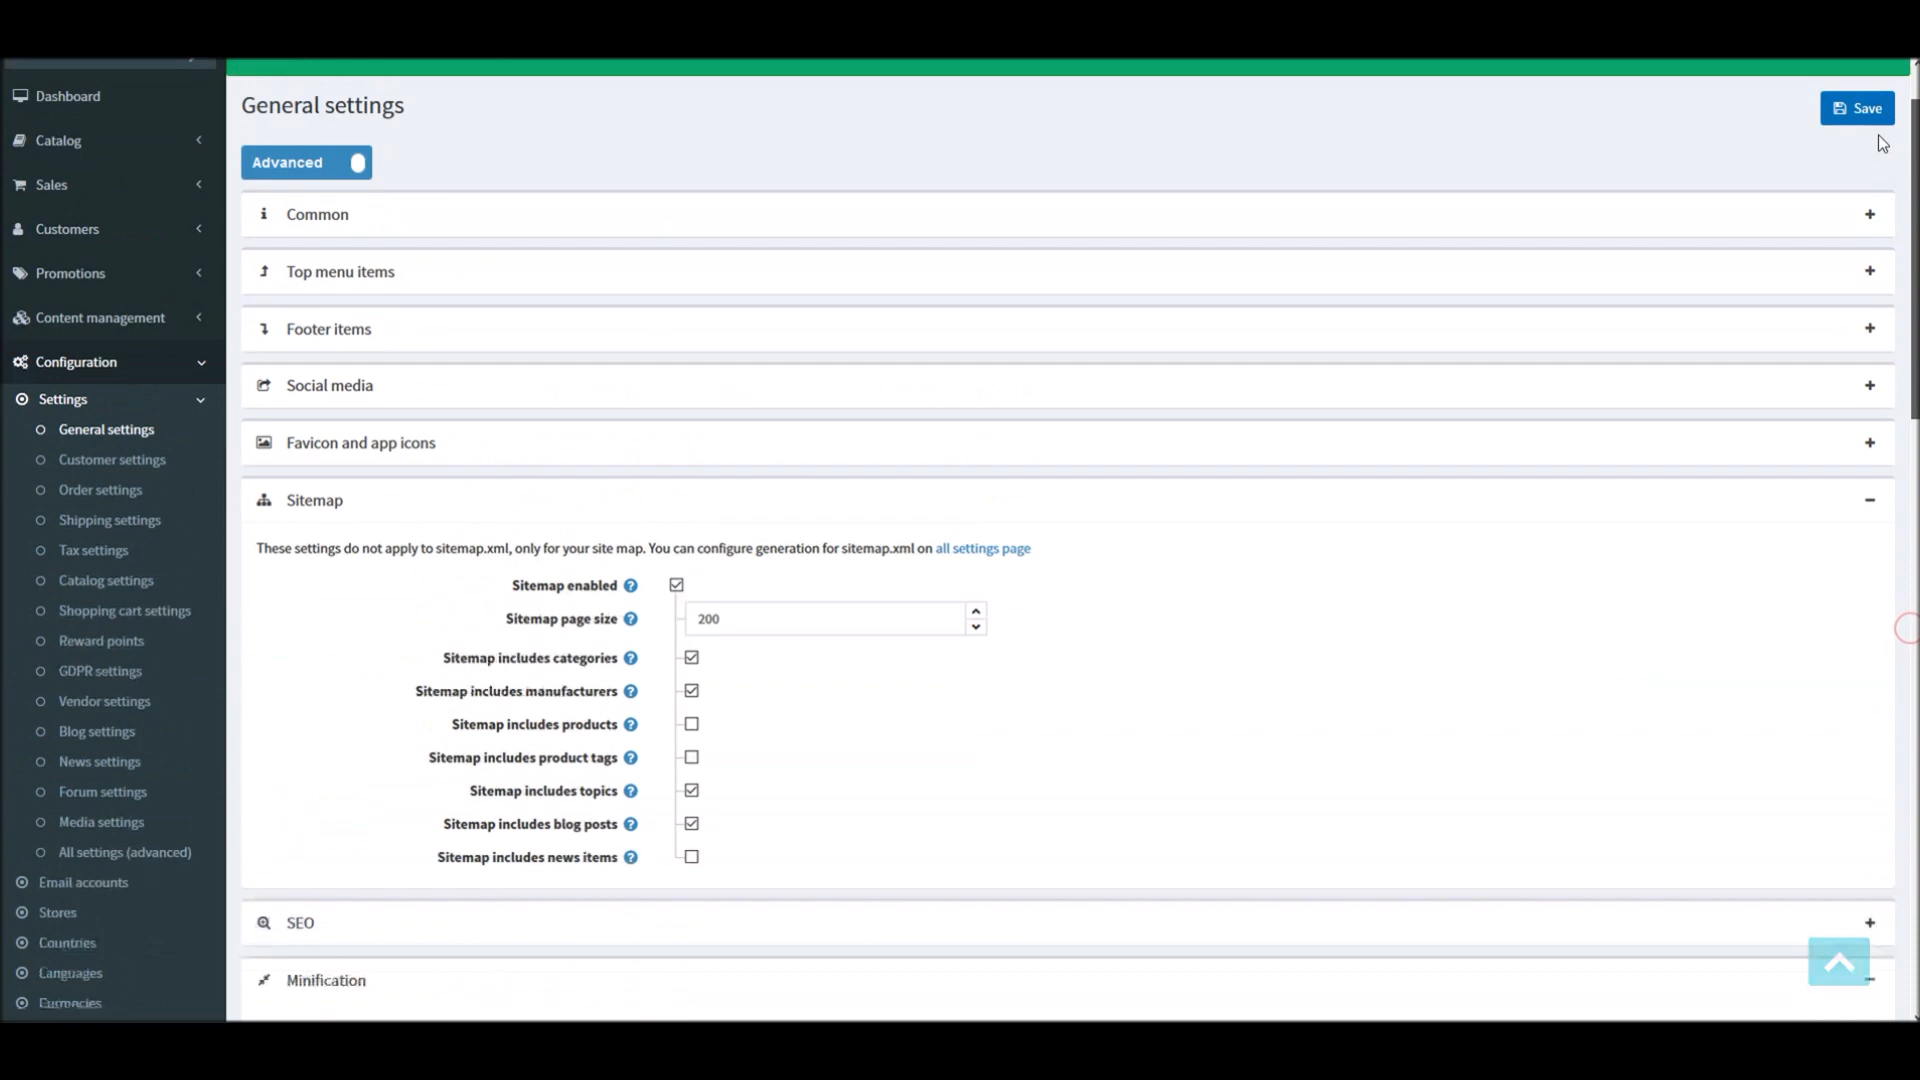 Dashboard
Catalog
Sales
Customers
Promotions
Content management
Configuration
Settings
General settings
Customer settings
Order settings
Shipping settings
Tax settings
Catalog settings
Shopping cart settings
Reward points
GDPR settings
Vendor settings
Blog settings
News settings
Forum settings
Media settings
All settings (advanced)
Email accounts
Stores
Countries
Languages
Currencies
General settings
Save
Advanced
Common
Top menu items
Footer items
Social media
Favicon and app icons
Sitemap
These settings do not apply to sitemap.xml, only for your site map. You can configure generation for sitemap.xml on all settings page
Sitemap enabled
Sitemap page size 200
Sitemap includes categories
Sitemap includes manufacturers
Sitemap includes products
Sitemap includes product tags
Sitemap includes topics
Sitemap includes blog posts
Sitemap includes news items
SEO
Minification